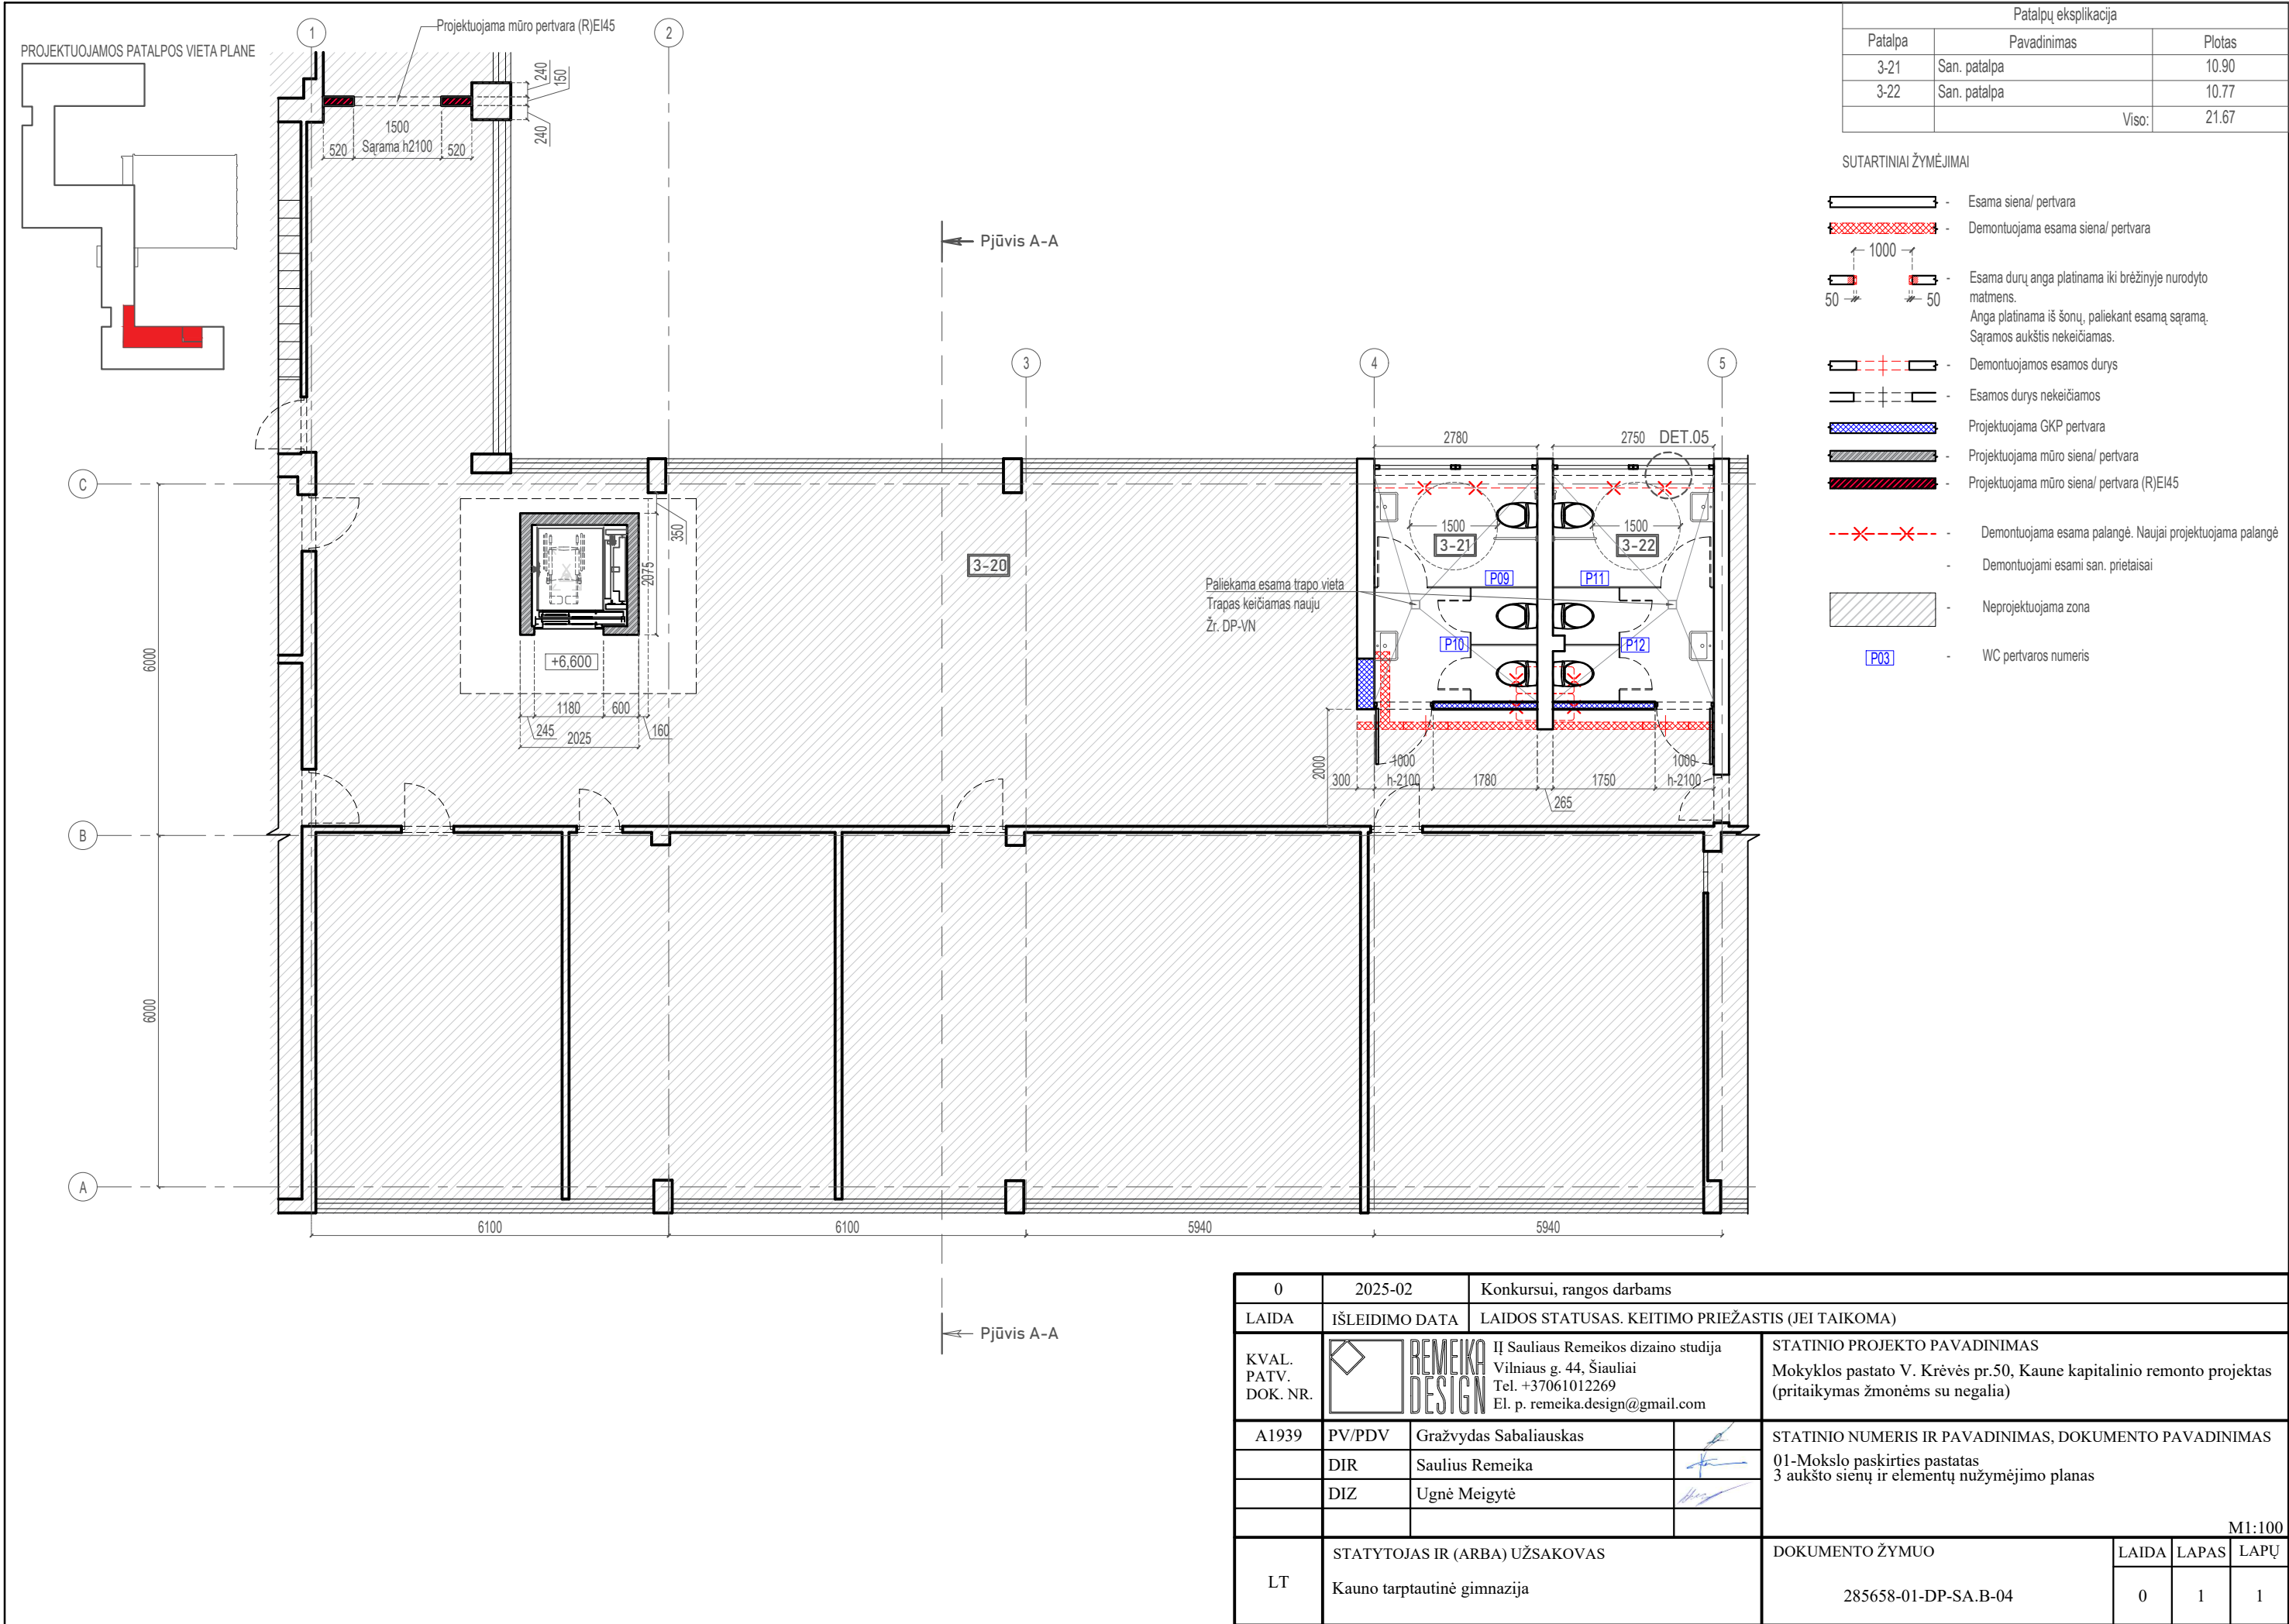 PROJEKTUOJAMOS PATALPOS VIETA PLANE
1
2
Projektuojama mūro pertvara (R)EI45
240
150
240
1500
Sąrama h2100
520
520
Pjūvis A-A
3
4
5
2780
2750
DET.05
C
350
2075
3-20
1500
1500
3-21
3-22
P09
P11
Paliekama esama trapo vieta
Trapas keičiamas nauju
Žr. DP-VN
P10
P12
6000
+6,600
1180
600
245
2025
160
2000
300
1000
h-2100
1780
1750
1000
h-2100
265
B
6000
A
6100
6100
5940
5940
Pjūvis A-A
Patalpų eksplikacija
Patalpa Pavadinimas Plotas
3-21 San. patalpa 10.90
3-22 San. patalpa 10.77
Viso: 21.67
SUTARTINIAI ŽYMĖJIMAI
- Esama siena/ pertvara
- Demontuojama esama siena/ pertvara
1000
50
50
- Esama durų anga platinama iki brėžinyje nurodyto
matmens.
Anga platinama iš šonų, paliekant esamą sąramą.
Sąramos aukštis nekeičiamas.
- Demontuojamos esamos durys
- Esamos durys nekeičiamos
- Projektuojama GKP pertvara
- Projektuojama mūro siena/ pertvara
- Projektuojama mūro siena/ pertvara (R)EI45
- Demontuojama esama palangė. Naujai projektuojama palangė
- Demontuojami esami san. prietaisai
- Neprojektuojama zona
P03 - WC pertvaros numeris
0 2025-02 Konkursui, rangos darbams
LAIDA IŠLEIDIMO DATA LAIDOS STATUSAS. KEITIMO PRIEŽASTIS (JEI TAIKOMA)
KVAL.
PATV.
DOK. NR.
REMEIKA
DESIGN
IĮ Sauliaus Remeikos dizaino studija
Vilniaus g. 44, Šiauliai
Tel. +37061012269
El. p. remeika.design@gmail.com
STATINIO PROJEKTO PAVADINIMAS
Mokyklos pastato V. Krėvės pr.50, Kaune kapitalinio remonto projektas
(pritaikymas žmonėms su negalia)
A1939 PV/PDV Gražvydas Sabaliauskas
DIR Saulius Remeika
DIZ Ugnė Meigytė
STATINIO NUMERIS IR PAVADINIMAS, DOKUMENTO PAVADINIMAS
01-Mokslo paskirties pastatas
3 aukšto sienų ir elementų nužymėjimo planas
M1:100
LT
STATYTOJAS IR (ARBA) UŽSAKOVAS
Kauno tarptautinė gimnazija
DOKUMENTO ŽYMUO
285658-01-DP-SA.B-04
LAIDA LAPAS LAPŲ
0 1 1